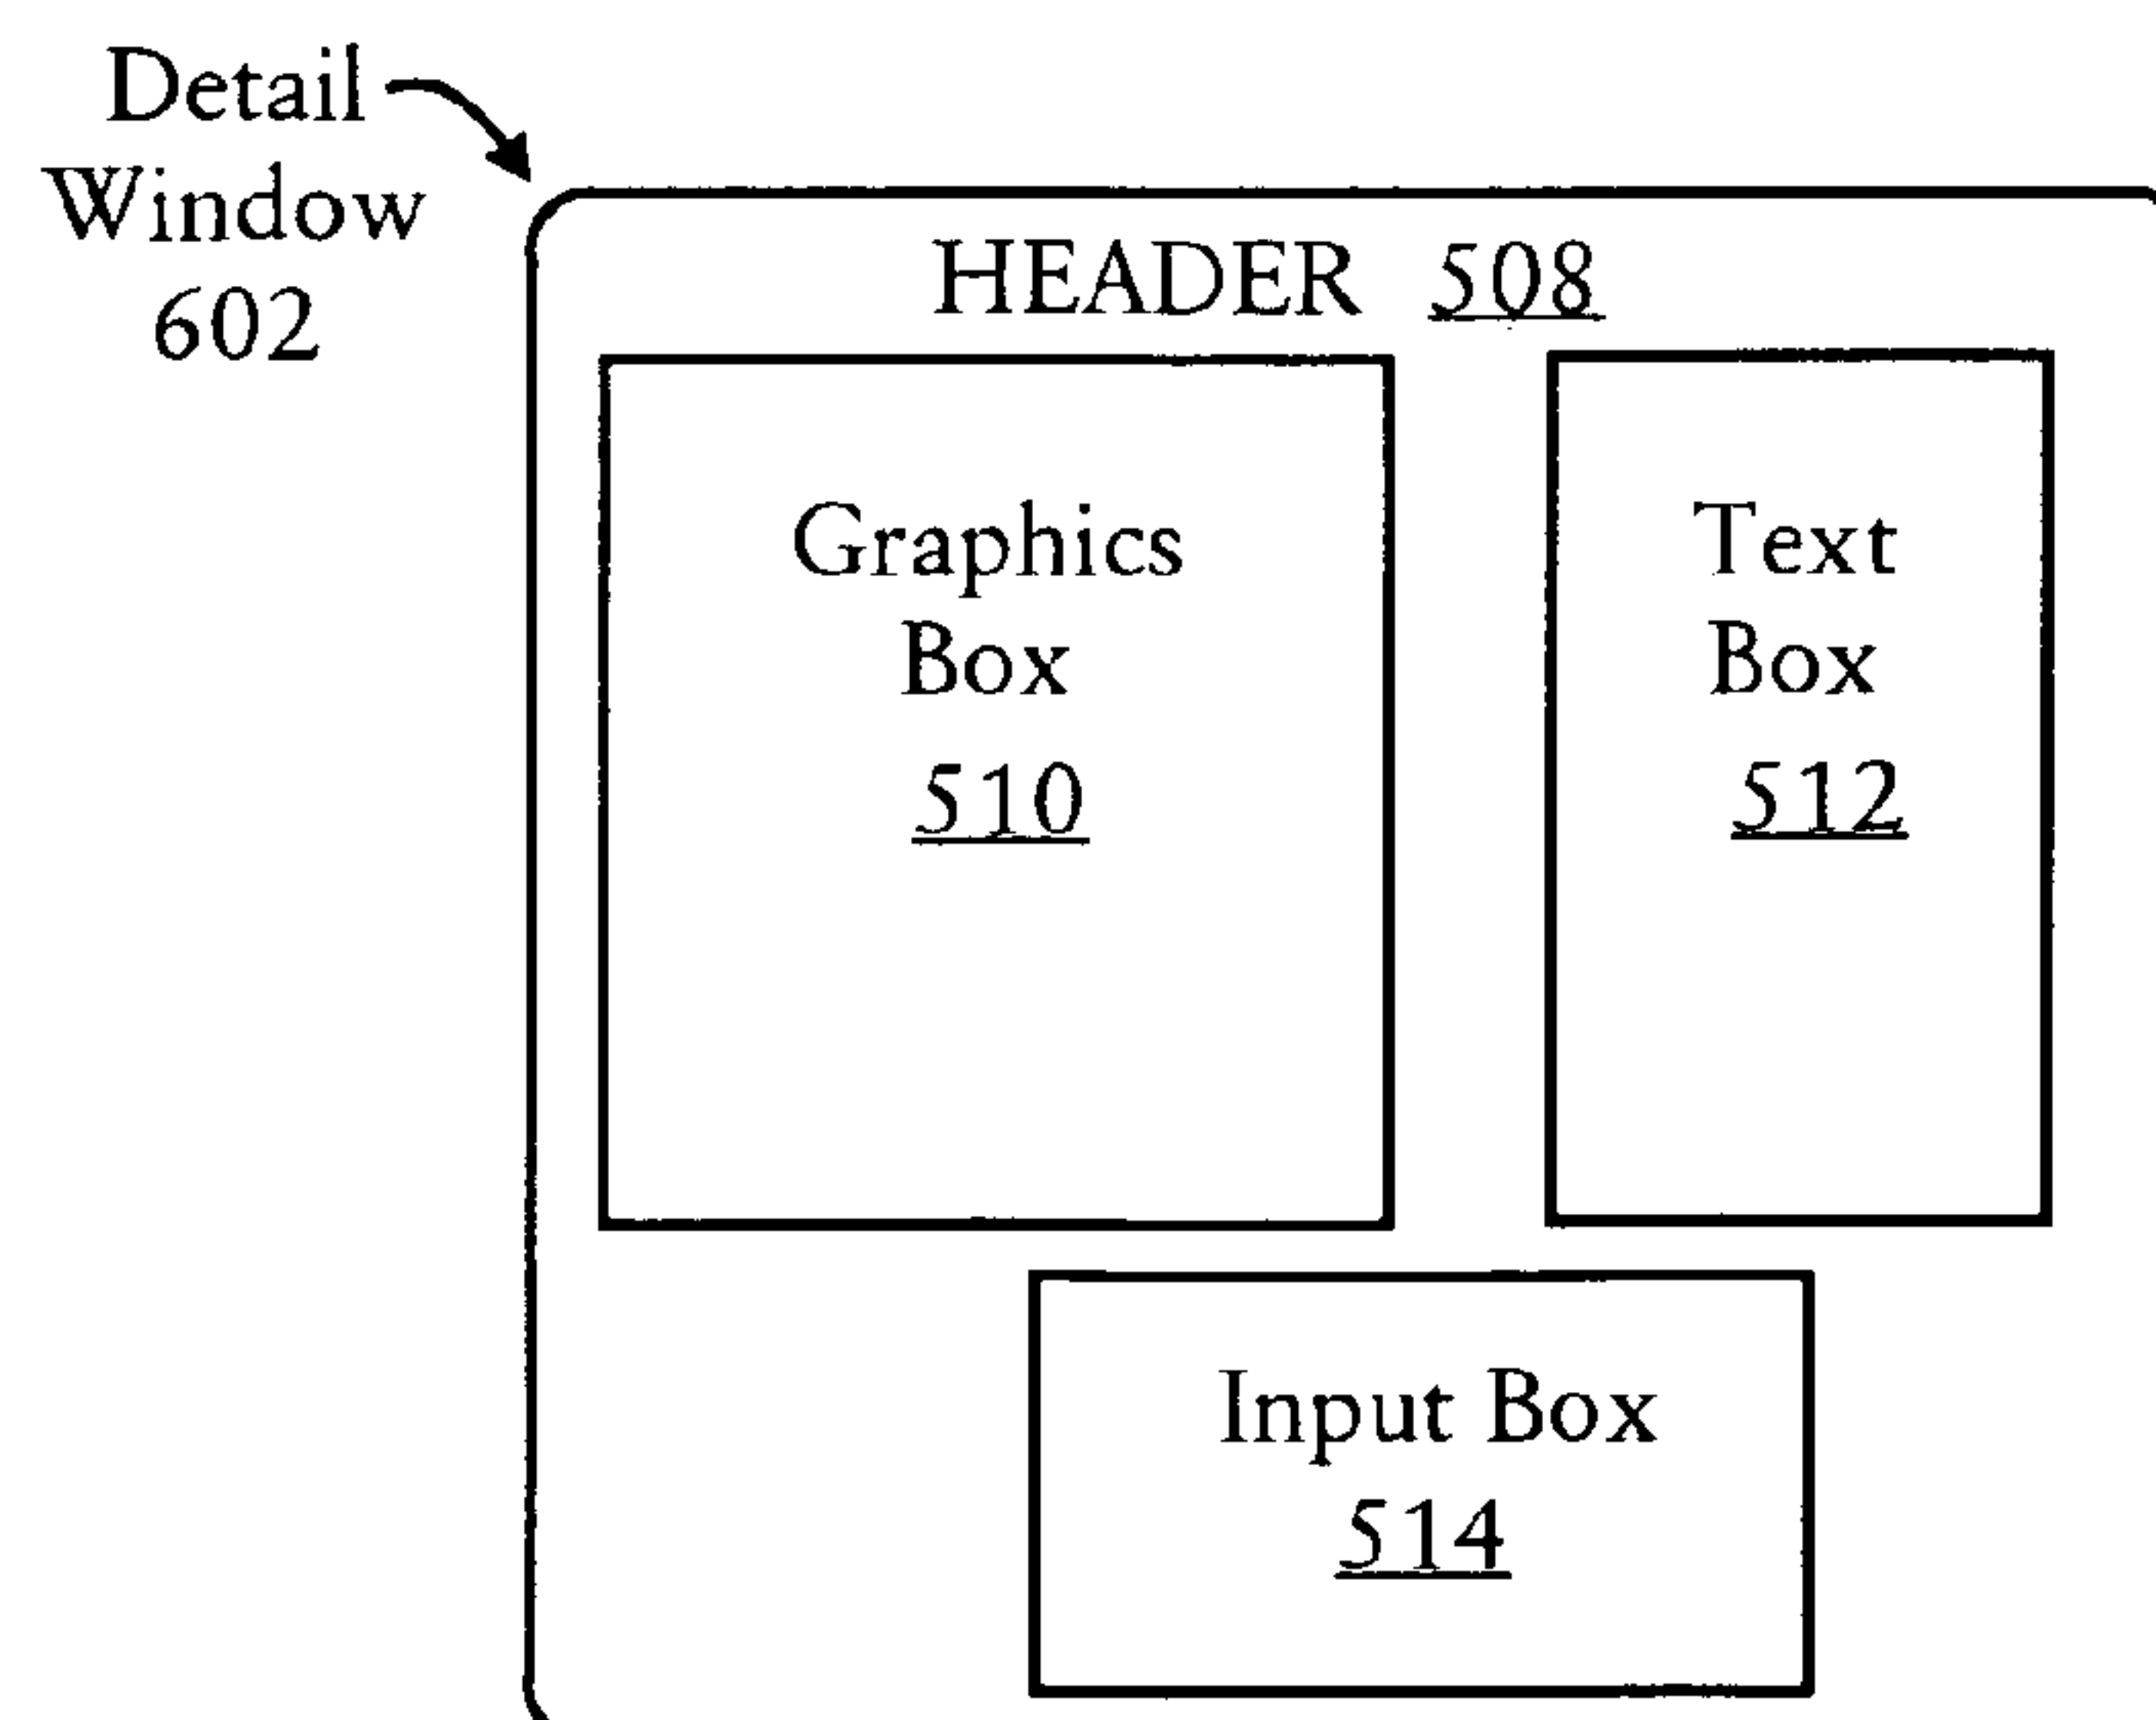 Detail
Window
602
HEADER 508
Graphics
Box
510
Text
Box
512
Input Box
514